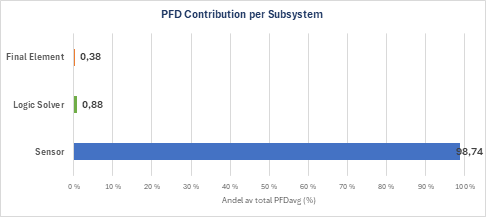 PFD Contribution per Subsystem
Final Element 0,38
Logic Solver 0,88
Sensor 98,74
0 % 10 % 20 % 30 % 40 % 50 % 60 % 70 % 80 % 90 % 100 %
Andel av total PFDavg (%)